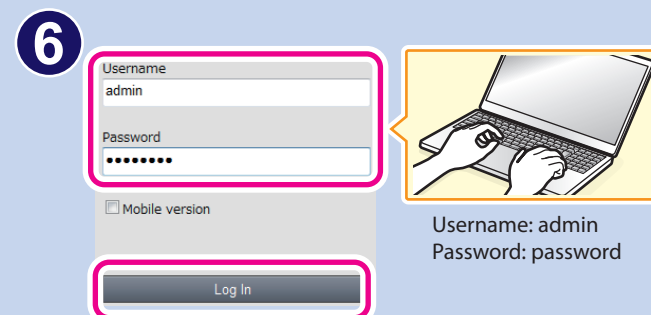 6
Username
admin
Password
••••••••
Mobile version
Log In
Username: admin
Password: password